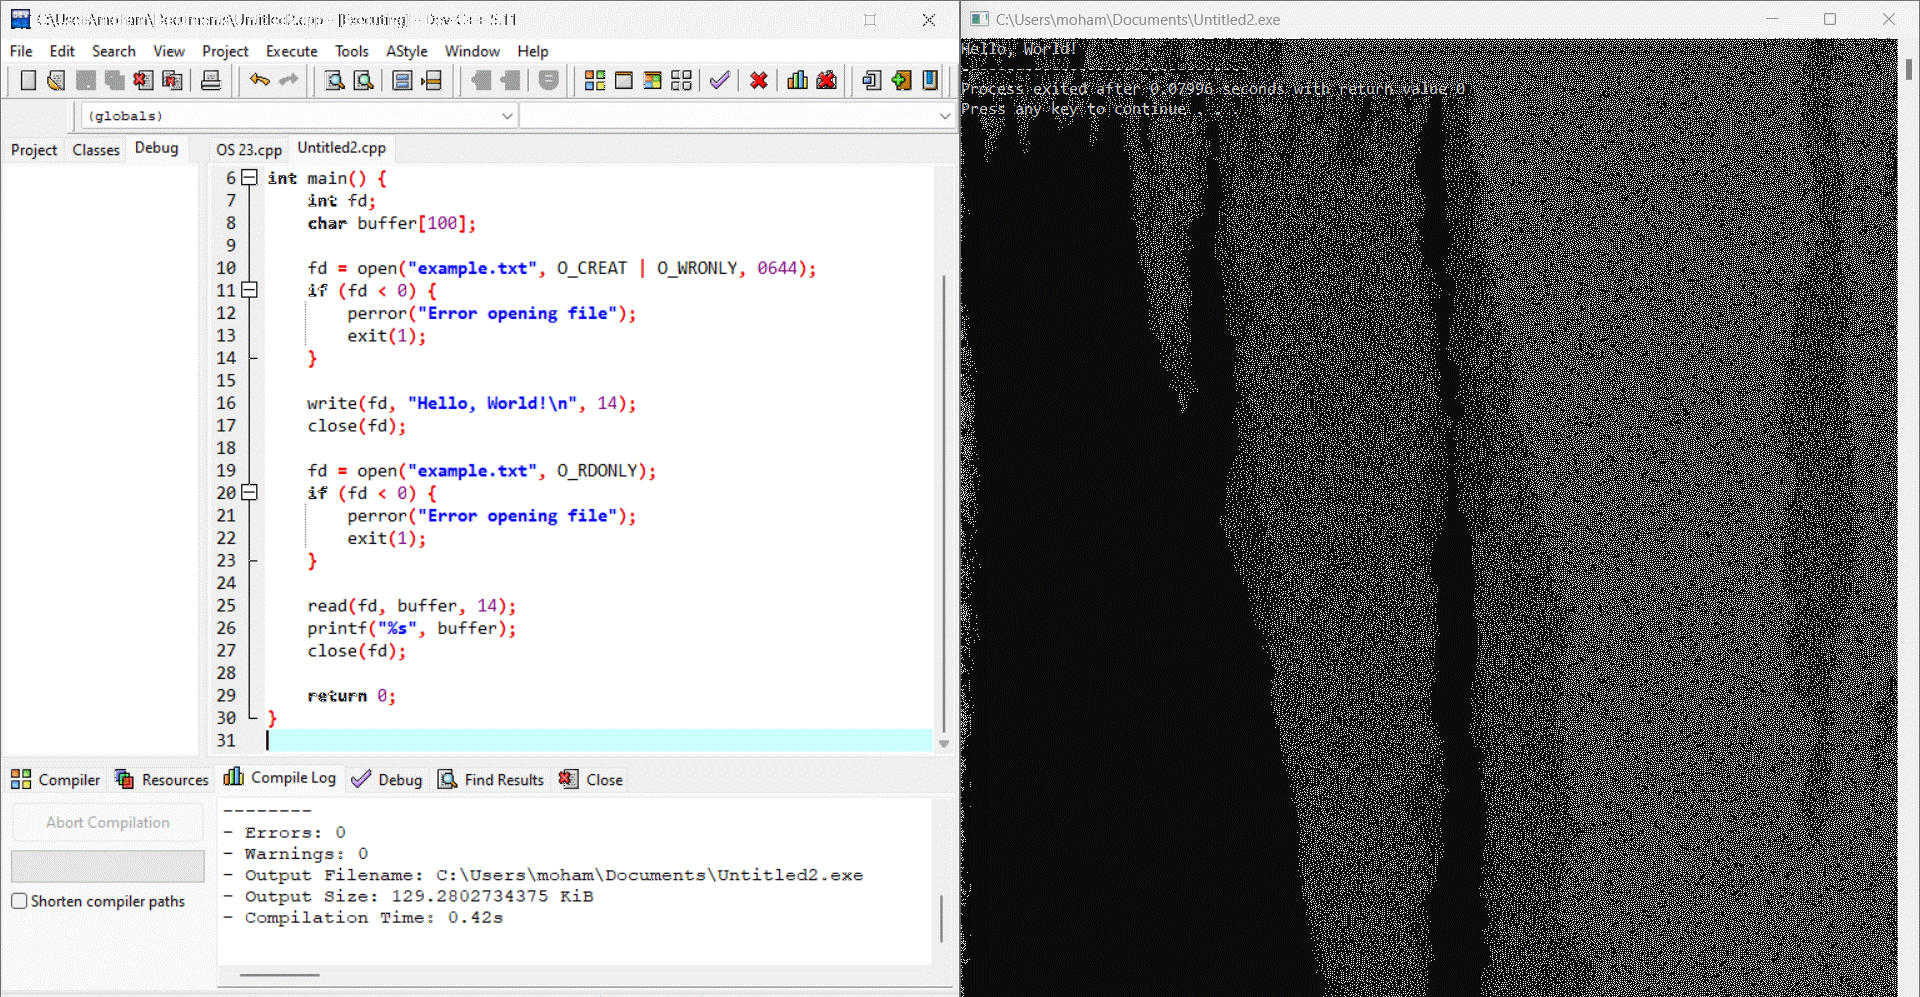 C:\Users\moham\Documents\Untitled2.cpp - [Executing] - Dev-C++ 5.11
File Edit Search View Project Execute Tools AStyle Window Help
(globals)
Project Classes Debug
OS 23.cpp Untitled2.cpp
6 int main() {
7 int fd;
8 char buffer[100];
9
10 fd = open("example.txt", O_CREAT | O_WRONLY, 0644);
11 if (fd < 0) {
12 perror("Error opening file");
13 exit(1);
14 }
15
16 write(fd, "Hello, World!\n", 14);
17 close(fd);
18
19 fd = open("example.txt", O_RDONLY);
20 if (fd < 0) {
21 perror("Error opening file");
22 exit(1);
23 }
24
25 read(fd, buffer, 14);
26 printf("%s", buffer);
27 close(fd);
28
29 return 0;
30 }
31
Compiler Resources Compile Log Debug Find Results Close
Abort Compilation
Shorten compiler paths
--------
- Errors: 0
- Warnings: 0
- Output Filename: C:\Users\moham\Documents\Untitled2.exe
- Output Size: 129.2802734375 KiB
- Compilation Time: 0.42s
C:\Users\moham\Documents\Untitled2.exe
Hello, World!
--------------------------------
Process exited after 0.07996 seconds with return value 0
Press any key to continue . . .